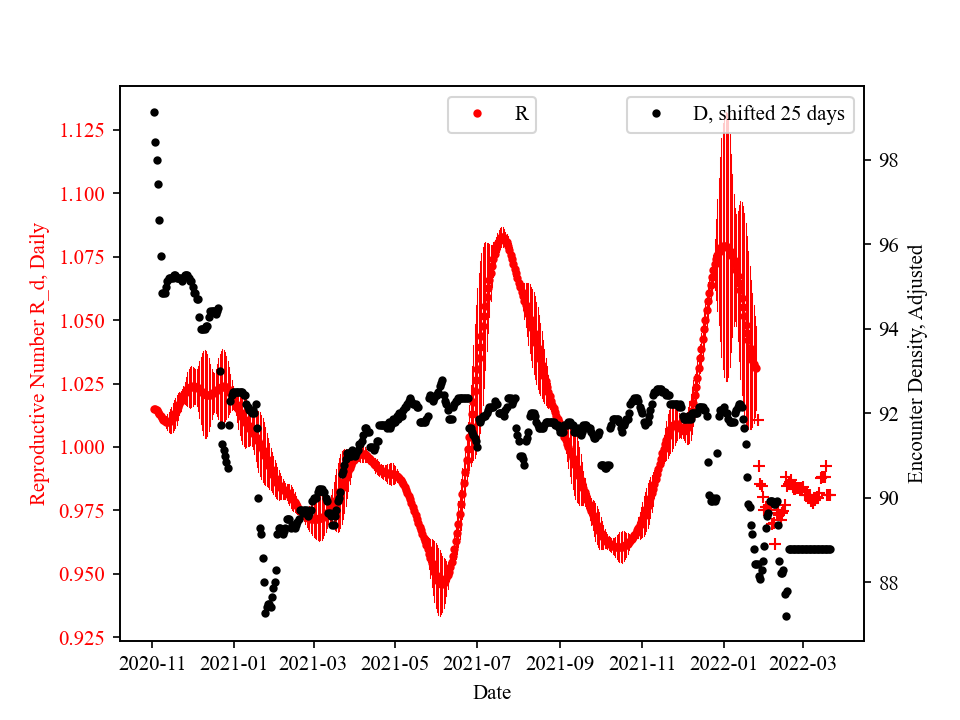 R
D, shifted 25 days
1.125
1.100
1.075
1.050
1.025
1.000
0.975
0.950
0.925
Reproductive Number R_d, Daily
98
96
94
92
90
88
Encounter Density, Adjusted
2020-11 2021-01 2021-03 2021-05 2021-07 2021-09 2021-11 2022-01 2022-03
Date